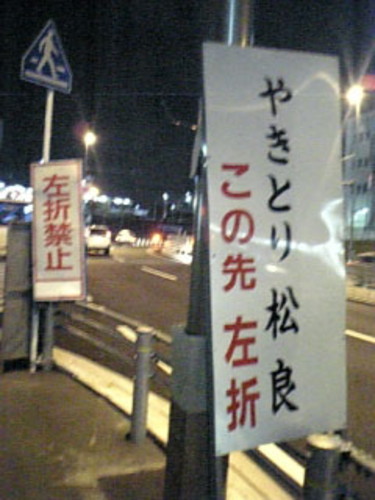 やきとり 松良
この先 左折
左折禁止